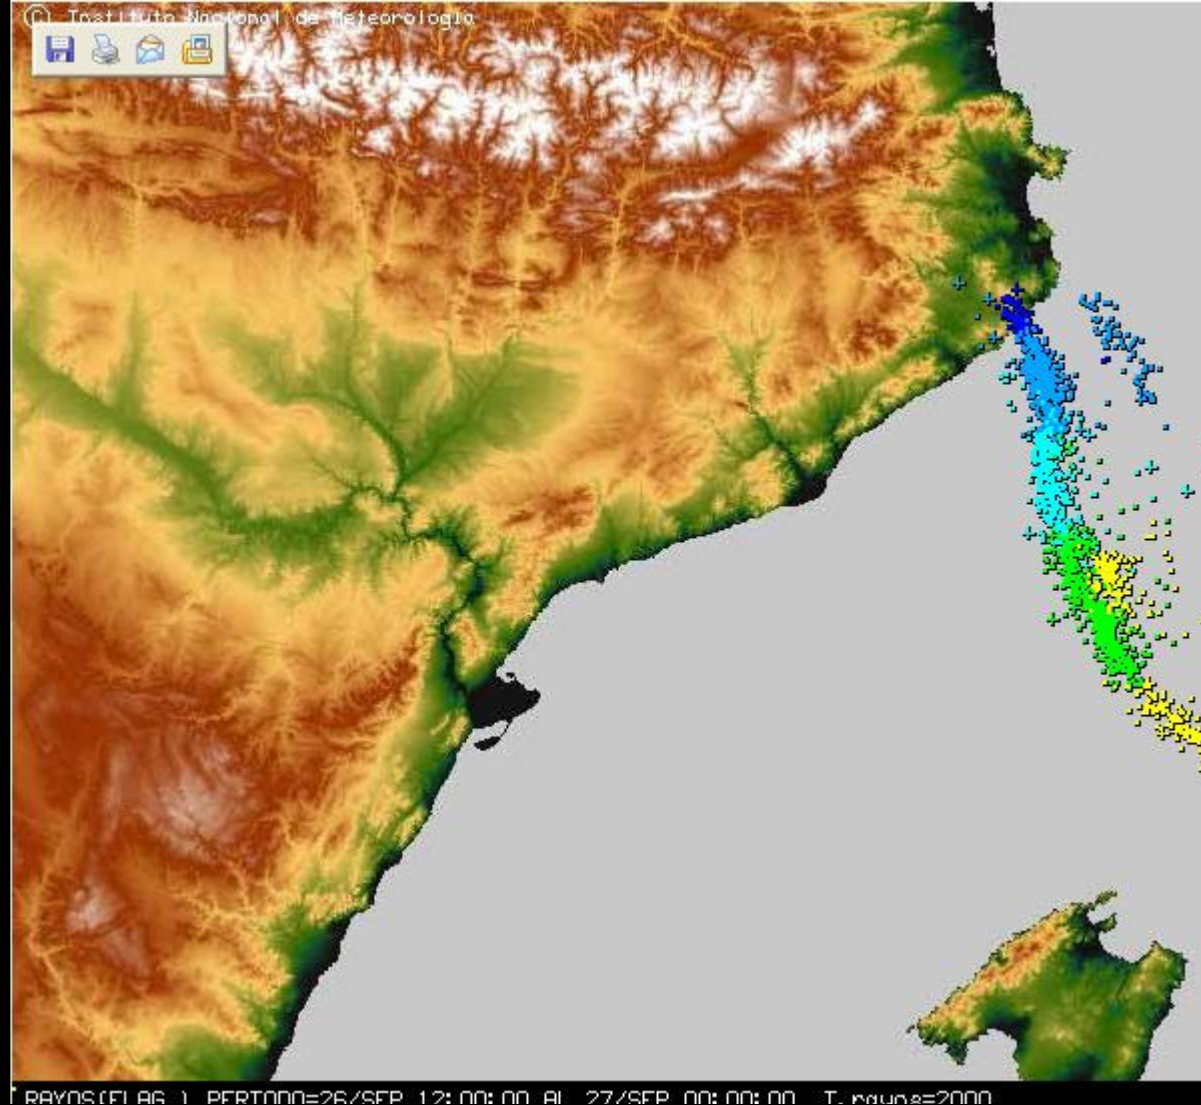 (C) Instituto Nacional de Meteorología
RAYOS(FLAG ) PERIODO=26/SEP 12:00:00 AL 27/SEP 00:00:00 T.rayos=2000